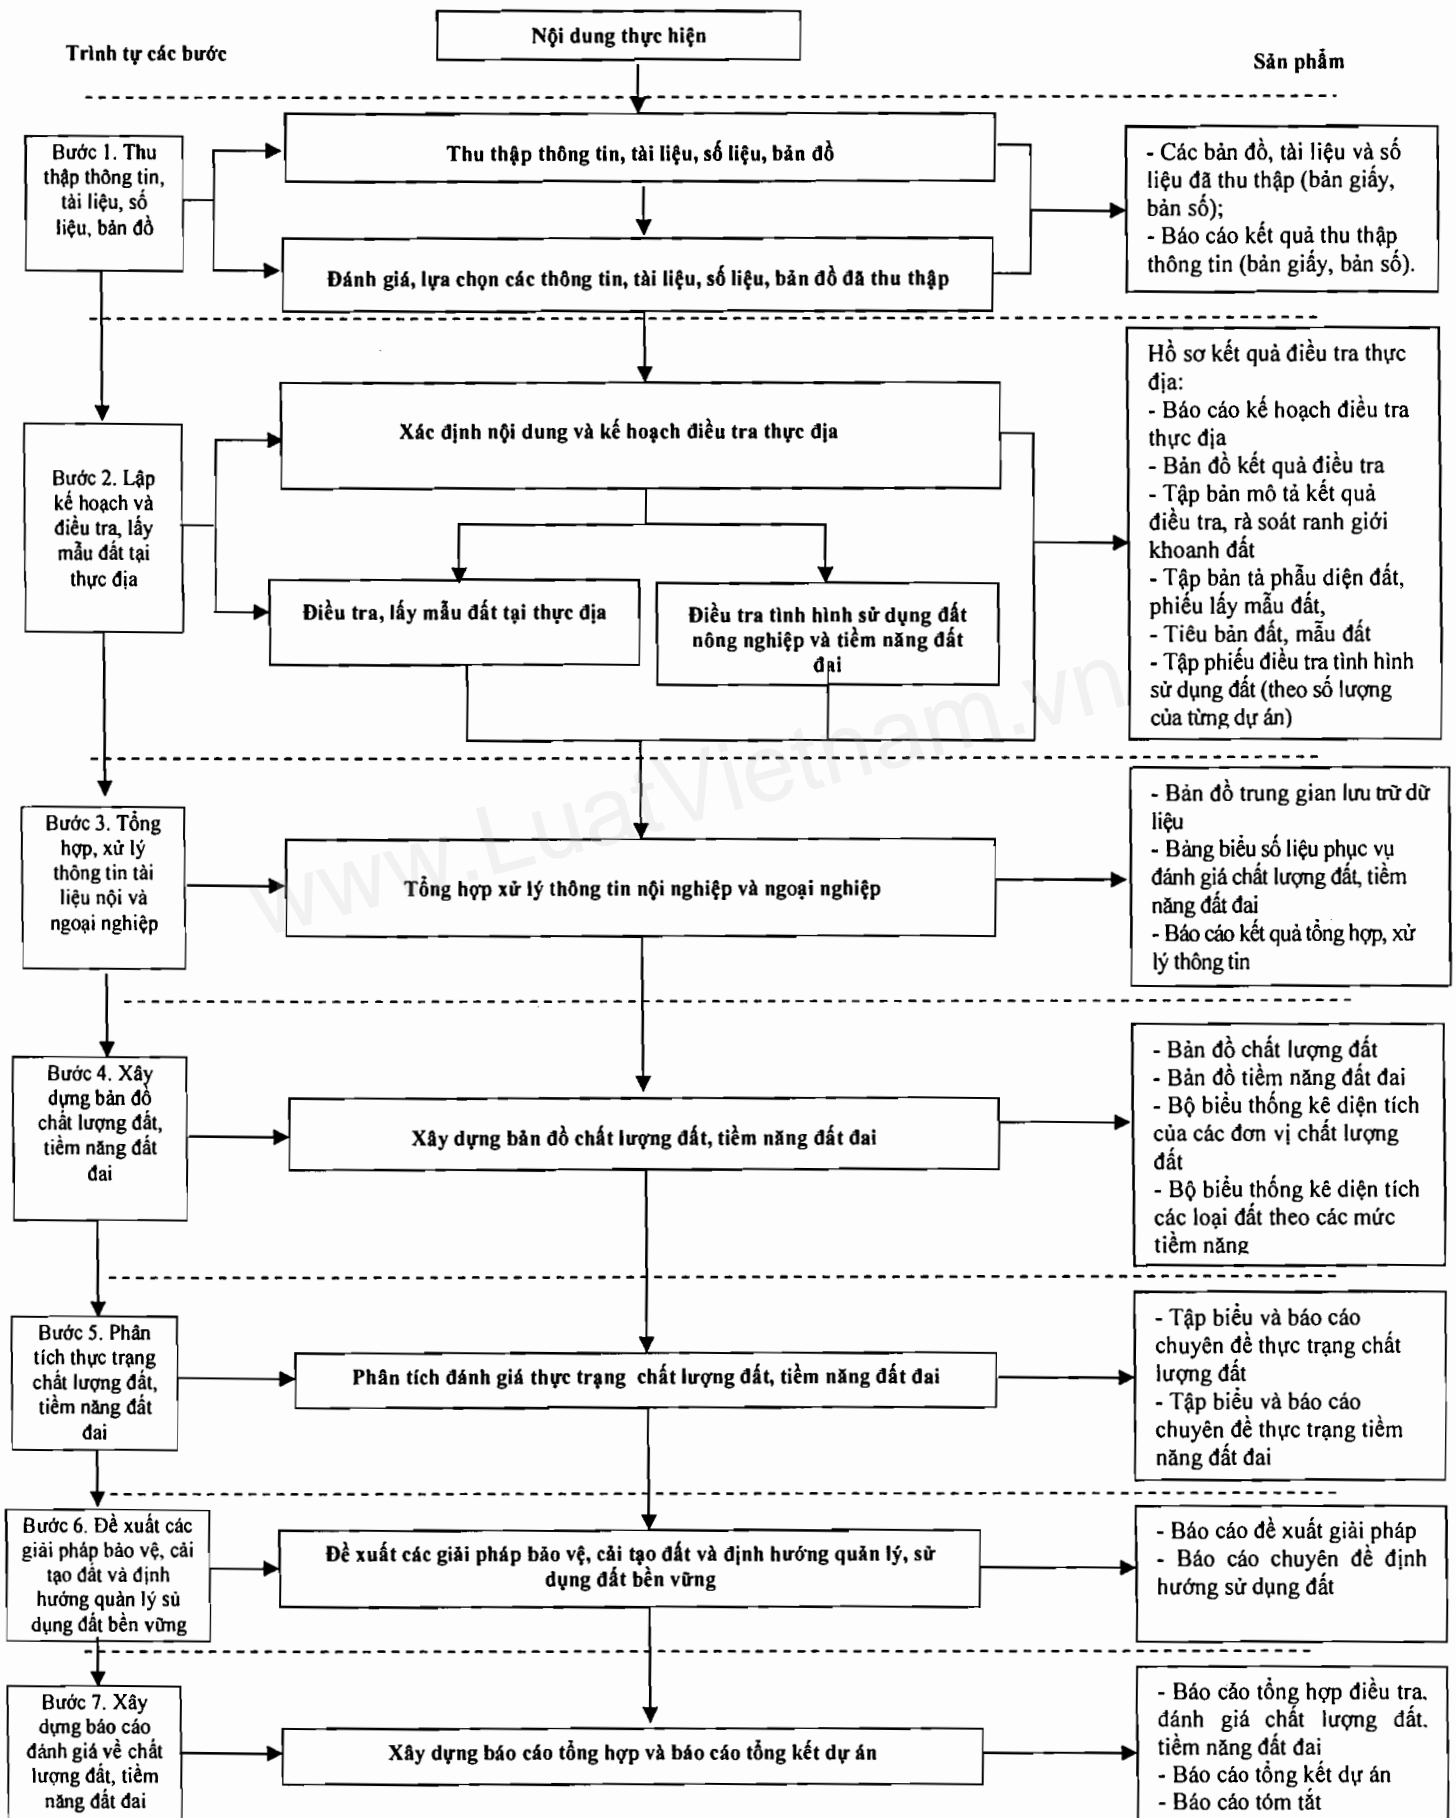 Nội dung thực hiện
Trình tự các bước
Sản phẩm
Bước 1. Thu
thập thông tin,
tài liệu, số
liệu, bản đồ
Thu thập thông tin, tài liệu, số liệu, bản đồ
Đánh giá, lựa chọn các thông tin, tài liệu, số liệu, bản đồ đã thu thập
- Các bản đồ, tài liệu và số
liệu đã thu thập (bản giấy,
bản số);
- Báo cáo kết quả thu thập
thông tin (bản giấy, bản số).
Bước 2. Lập
kế hoạch và
điều tra, lấy
mẫu đất tại
thực địa
Xác định nội dung và kế hoạch điều tra thực địa
Điều tra, lấy mẫu đất tại thực địa
Điều tra tình hình sử dụng đất
nông nghiệp và tiềm năng đất
đai
Hồ sơ kết quả điều tra thực
địa:
- Báo cáo kế hoạch điều tra
thực địa
- Bản đồ kết quả điều tra
- Tập bản mô tả kết quả
điều tra, rà soát ranh giới
khoanh đất
- Tập bản tả phẫu diện đất,
phiếu lấy mẫu đất,
- Tiêu bản đất, mẫu đất
- Tập phiếu điều tra tình hình
sử dụng đất (theo số lượng
của từng dự án)
www.LuatVietnam.vn
Bước 3. Tổng
hợp, xử lý
thông tin tài
liệu nội và
ngoại nghiệp
Tổng hợp xử lý thông tin nội nghiệp và ngoại nghiệp
- Bản đồ trung gian lưu trữ dữ
liệu
- Bảng biểu số liệu phục vụ
đánh giá chất lượng đất, tiềm
năng đất đai
- Báo cáo kết quả tổng hợp, xử
lý thông tin
Bước 4. Xây
dựng bản đồ
chất lượng đất,
tiềm năng đất
đai
Xây dựng bản đồ chất lượng đất, tiềm năng đất đai
- Bản đồ chất lượng đất
- Bản đồ tiềm năng đất đai
- Bộ biểu thống kê diện tích
của các đơn vị chất lượng
đất
- Bộ biểu thống kê diện tích
các loại đất theo các mức
tiềm năng
Bước 5. Phân
tích thực trạng
chất lượng đất,
tiềm năng đất
đai
Phân tích đánh giá thực trạng chất lượng đất, tiềm năng đất đai
- Tập biểu và báo cáo
chuyên đề thực trạng chất
lượng đất
- Tập biểu và báo cáo
chuyên đề thực trạng tiềm
năng đất đai
Bước 6. Đề xuất các
giải pháp bảo vệ, cải
tạo đất và định
hướng quản lý sủ
dụng đất bền vững
Đề xuất các giải pháp bảo vệ, cải tạo đất và định hướng quản lý, sử
dụng đất bền vững
- Báo cáo đề xuất giải pháp
- Báo cáo chuyên đề định
hướng sử dụng đất
Bước 7. Xây
dựng báo cáo
đánh giá về chất
lượng đất, tiềm
năng đất đai
Xây dựng báo cáo tổng hợp và báo cáo tổng kết dự án
- Báo cảo tổng hợp điều tra,
đánh giá chất lượng đất,
tiềm năng đất đai
- Báo cáo tổng kết dự án
- Báo cáo tóm tắt